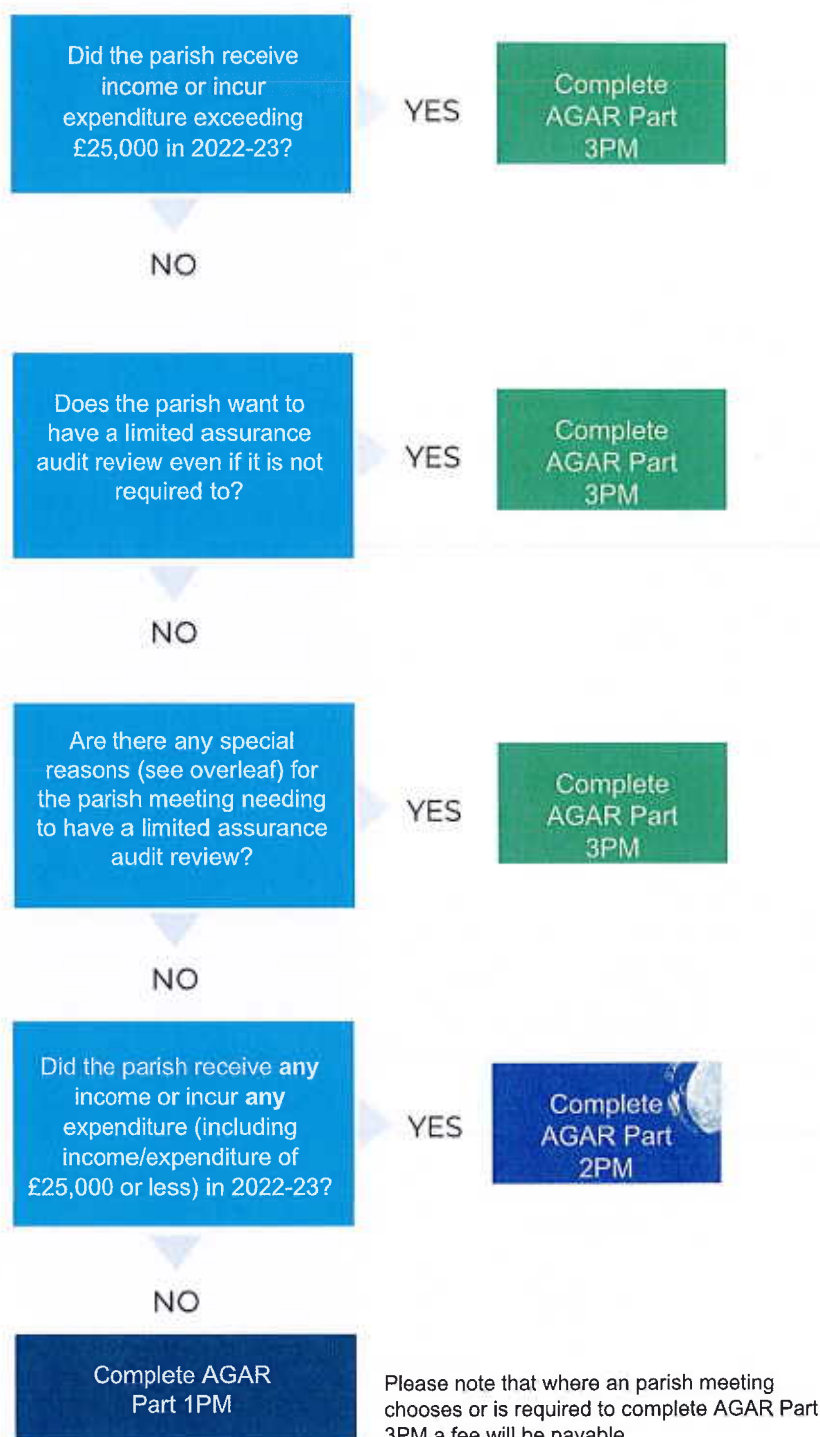 Did the parish receive
income or incur
expenditure exceeding
£25,000 in 2022-23?
YES
Complete
AGAR Part
3PM
NO
Does the parish want to
have a limited assurance
audit review even if it is not
required to?
YES
Complete
AGAR Part
3PM
NO
Are there any special
reasons (see overleaf) for
the parish meeting needing
to have a limited assurance
audit review?
YES
Complete
AGAR Part
3PM
NO
Did the parish receive any
income or incur any
expenditure (including
income/expenditure of
£25,000 or less) in 2022-23?
YES
Complete
AGAR Part
2PM
NO
Complete AGAR
Part 1PM
Please note that where an parish meeting
chooses or is required to complete AGAR Part
3PM a fee will be payable